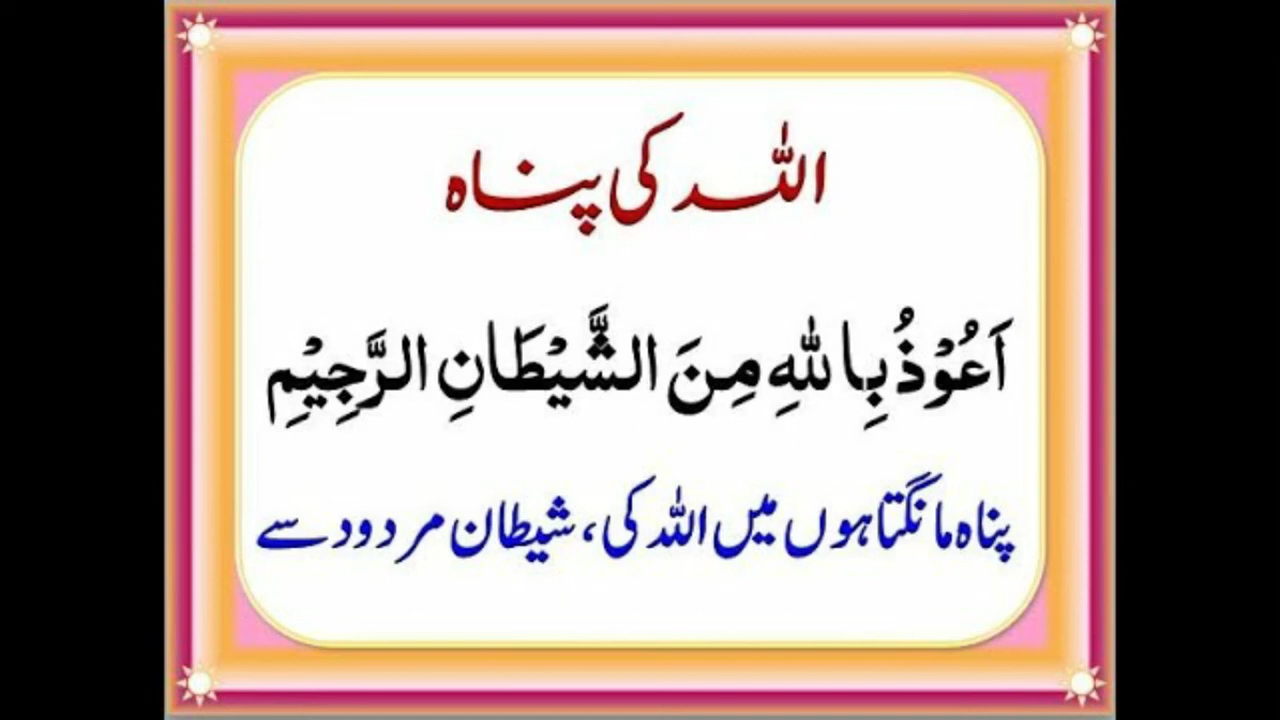 اللہ کی پناہ
اَعُوْذُ بِاللّٰهِ مِنَ الشَّيْطَانِ الرَّجِيْمِ
پناہ مانگتا ہوں میں اللہ کی، شیطان مردود سے